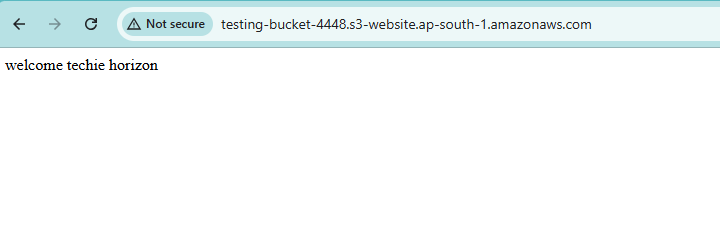 Not secure testing-bucket-4448.s3-website.ap-south-1.amazonaws.com
welcome techie horizon